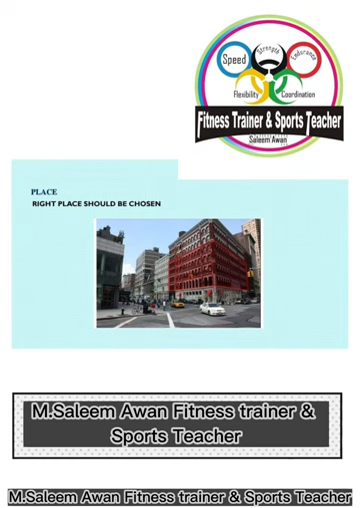 Speed
Strength
Endurance
Flexibility
Coordination
Fitness Trainer & Sports Teacher
Saleem Awan
PLACE
RIGHT PLACE SHOULD BE CHOSEN
M.Saleem Awan Fitness trainer &
Sports Teacher
M.Saleem Awan Fitness trainer & Sports Teacher